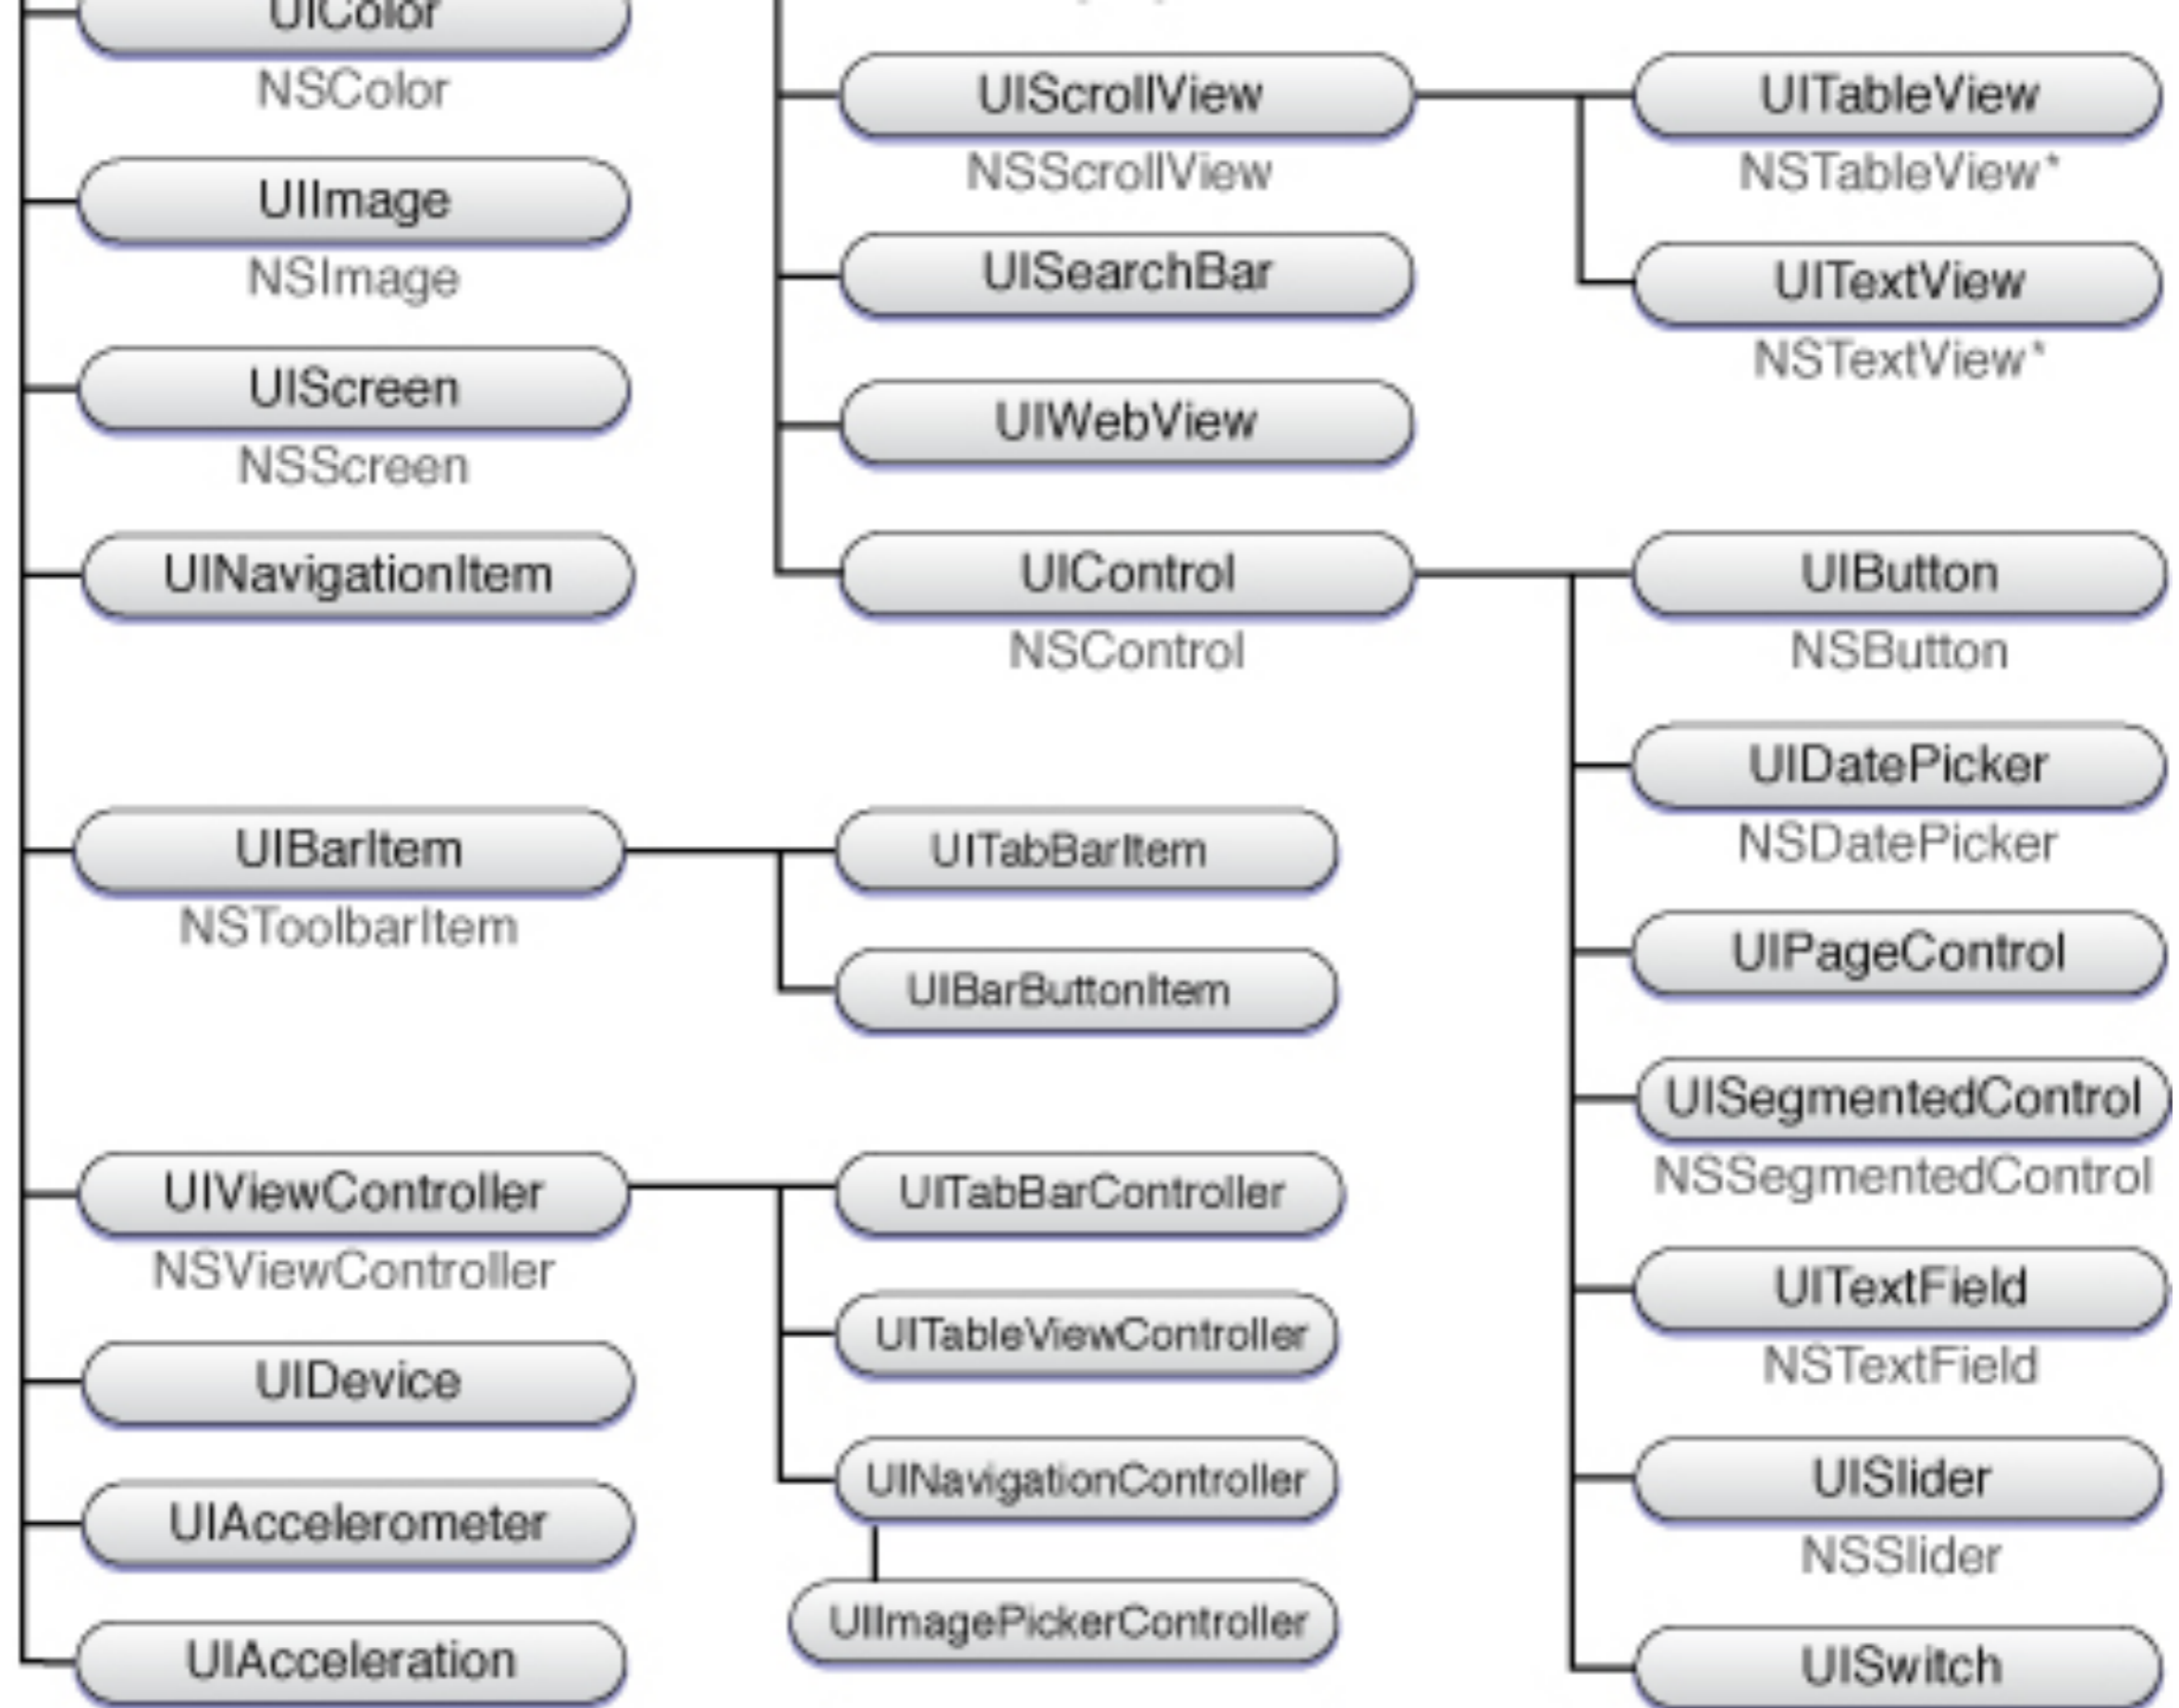 UIColor
NSColor
UIImage
NSImage
UIScreen
NSScreen
UINavigationItem
UIBarItem
NSToolbarItem
UIViewController
NSViewController
UIDevice
UIAccelerometer
UIAcceleration
UIScrollView
NSScrollView
UISearchBar
UIWebView
UIControl
NSControl
UITabBarItem
UIBarButtonItem
UITabBarController
UITableViewController
UINavigationController
UIImagePickerController
UITableView
NSTableView*
UITextView
NSTextView*
UIButton
NSButton
UIDatePicker
NSDatePicker
UIPageControl
UISegmentedControl
NSSegmentedControl
UITextField
NSTextField
UISlider
NSSlider
UISwitch